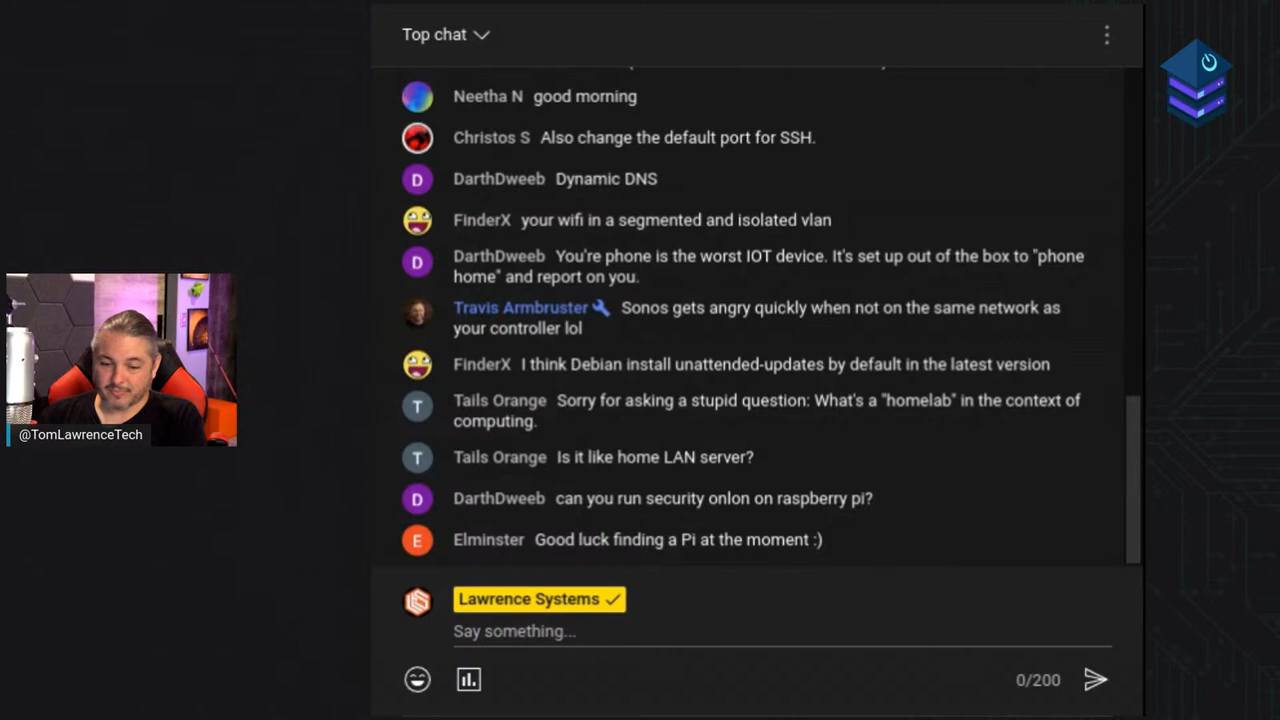 Top chat
Neetha N good morning
Christos S Also change the default port for SSH.
D DarthDweeb Dynamic DNS
FinderX your wifi in a segmented and isolated vlan
D DarthDweeb You're phone is the worst IOT device. It's set up out of the box to "phone
home" and report on you.
Travis Armbruster Sonos gets angry quickly when not on the same network as
your controller lol
FinderX I think Debian install unattended-updates by default in the latest version
T Tails Orange Sorry for asking a stupid question: What's a "homelab" in the context of
computing.
T Tails Orange Is it like home LAN server?
D DarthDweeb can you run security onlon on raspberry pi?
E Elminster Good luck finding a Pi at the moment :)
Lawrence Systems
Say something...
0/200
@TomLawrenceTech